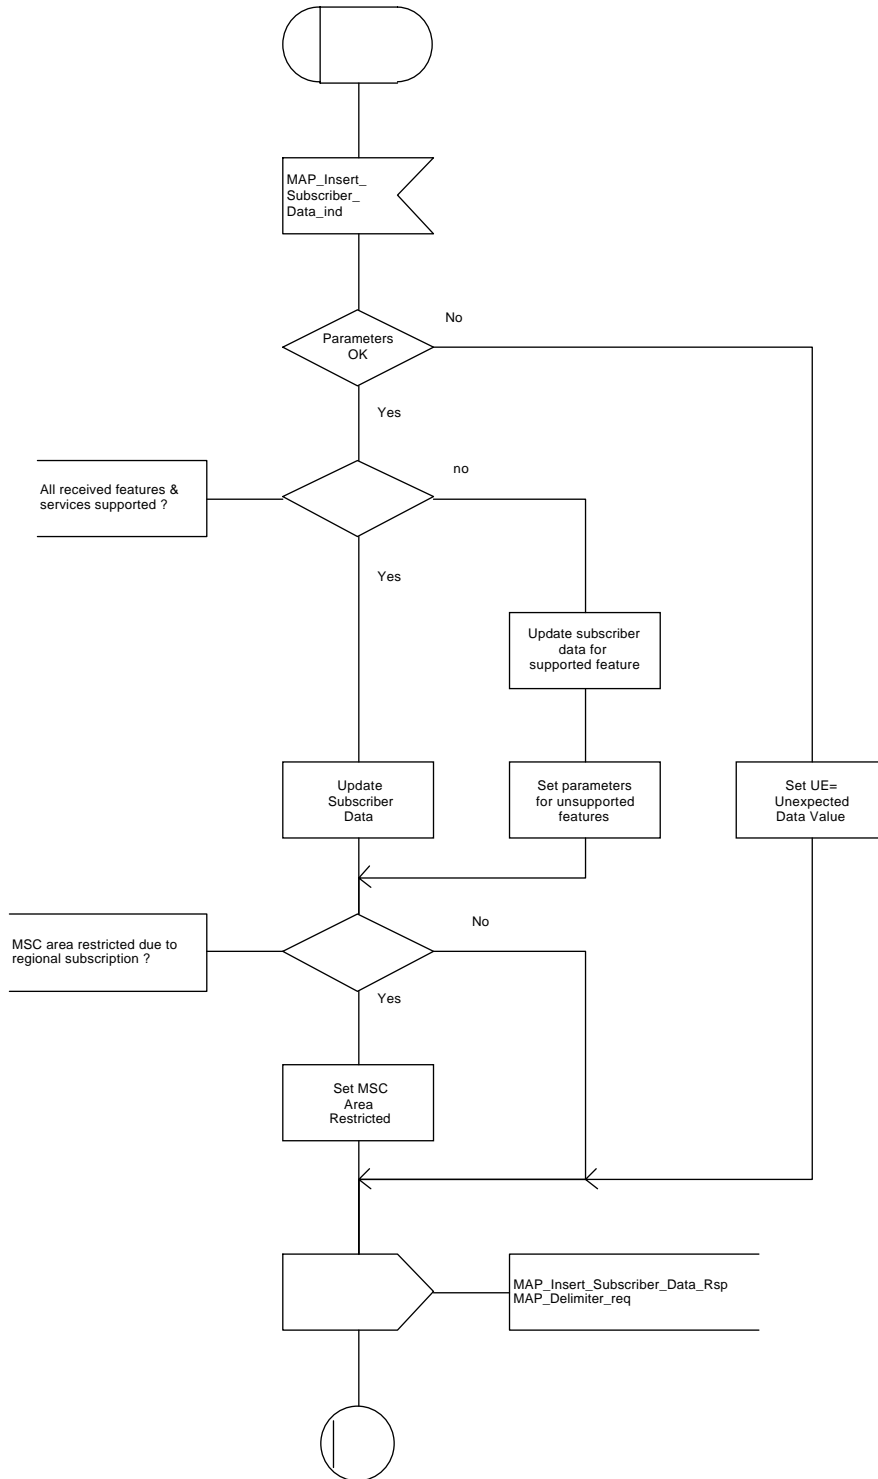 MAP_Insert_
Subscriber_
Data_ind
No
Parameters
OK
Yes
no
All received features &
services supported ?
Yes
Update subscriber
data for
supported feature
Update
Subscriber
Data
Set parameters
for unsupported
features
Set UE=
Unexpected
Data Value
No
MSC area restricted due to
regional subscription ?
Yes
Set MSC
Area
Restricted
MAP_Insert_Subscriber_Data_Rsp
MAP_Delimiter_req